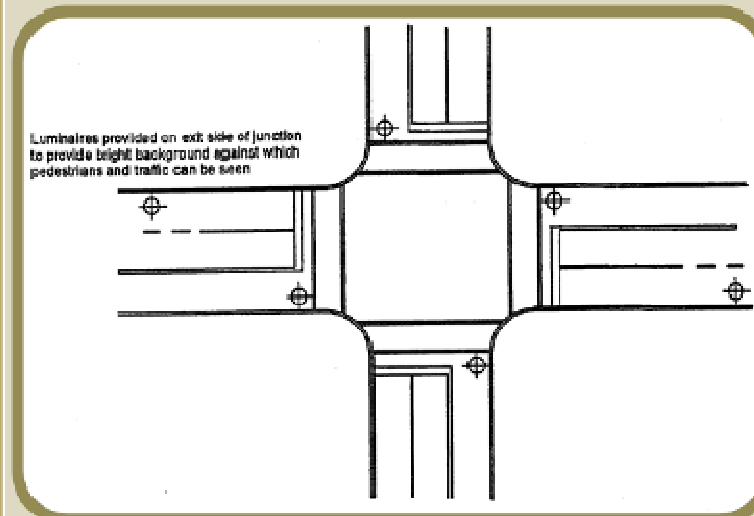 Luminaires provided on exit side of junction
to provide bright background against which
pedestrians and traffic can be seen